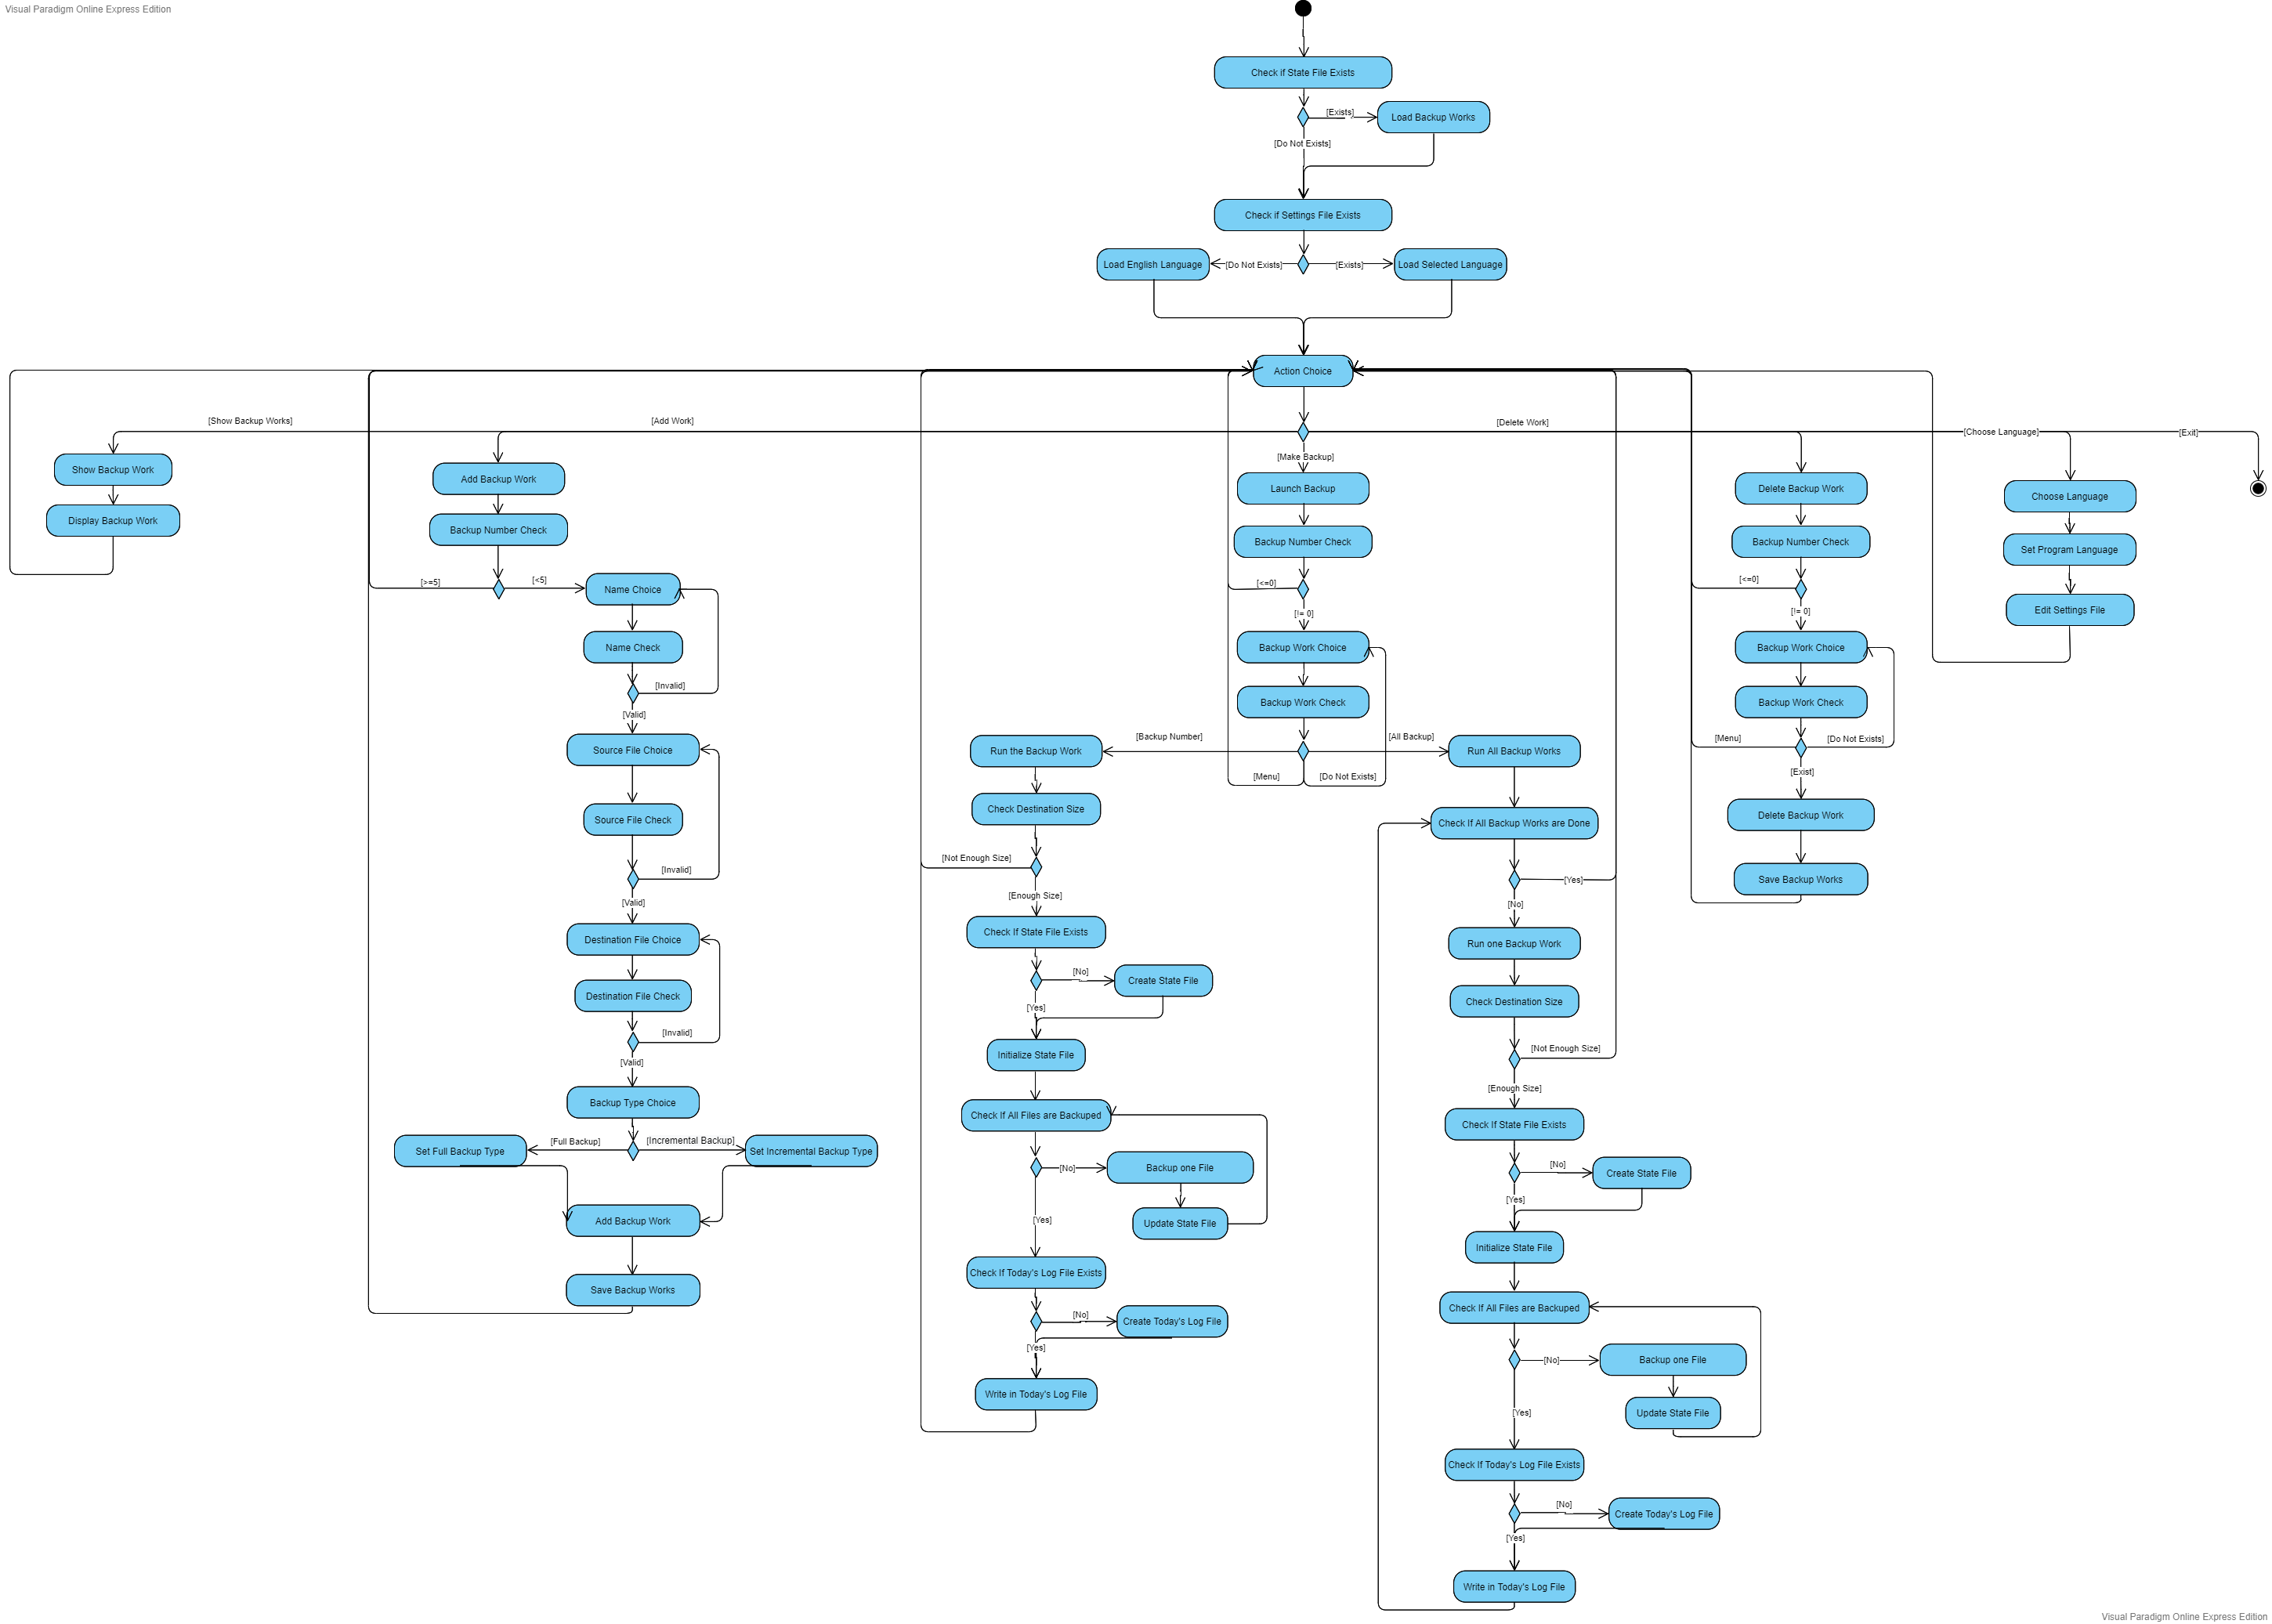 Visual Paradigm Online Express Edition
Check if State File Exists
[Exists]
Load Backup Works
[Do Not Exists]
Check if Settings File Exists
Load English Language
[Do Not Exists]
[Exists]
Load Selected Language
Action Choice
[Show Backup Works]
[Add Work]
[Delete Work]
[Choose Language]
[Exit]
[Make Backup]
Show Backup Work
Display Backup Work
Add Backup Work
Backup Number Check
[>=5]
[<5]
Name Choice
Name Check
[Invalid]
[Valid]
Source File Choice
Source File Check
[Invalid]
[Valid]
Destination File Choice
Destination File Check
[Invalid]
[Valid]
Backup Type Choice
[Full Backup]
[Incremental Backup]
Set Full Backup Type
Set Incremental Backup Type
Add Backup Work
Save Backup Works
Launch Backup
Backup Number Check
[<=0]
[!= 0]
Backup Work Choice
Backup Work Check
[Backup Number]
[All Backup]
[Menu]
[Do Not Exists]
Run the Backup Work
Check Destination Size
[Not Enough Size]
[Enough Size]
Check If State File Exists
[No]
Create State File
[Yes]
Initialize State File
Check If All Files are Backuped
[No]
Backup one File
Update State File
[Yes]
Check If Today's Log File Exists
[No]
Create Today's Log File
[Yes]
Write in Today's Log File
Run All Backup Works
Check If All Backup Works are Done
[Yes]
[No]
Run one Backup Work
Check Destination Size
[Not Enough Size]
[Enough Size]
Check If State File Exists
[No]
Create State File
[Yes]
Initialize State File
Check If All Files are Backuped
[No]
Backup one File
Update State File
[Yes]
Check If Today's Log File Exists
[No]
Create Today's Log File
[Yes]
Write in Today's Log File
Delete Backup Work
Backup Number Check
[<=0]
[!= 0]
Backup Work Choice
Backup Work Check
[Menu]
[Do Not Exists]
[Exist]
Delete Backup Work
Save Backup Works
Choose Language
Set Program Language
Edit Settings File
Visual Paradigm Online Express Edition